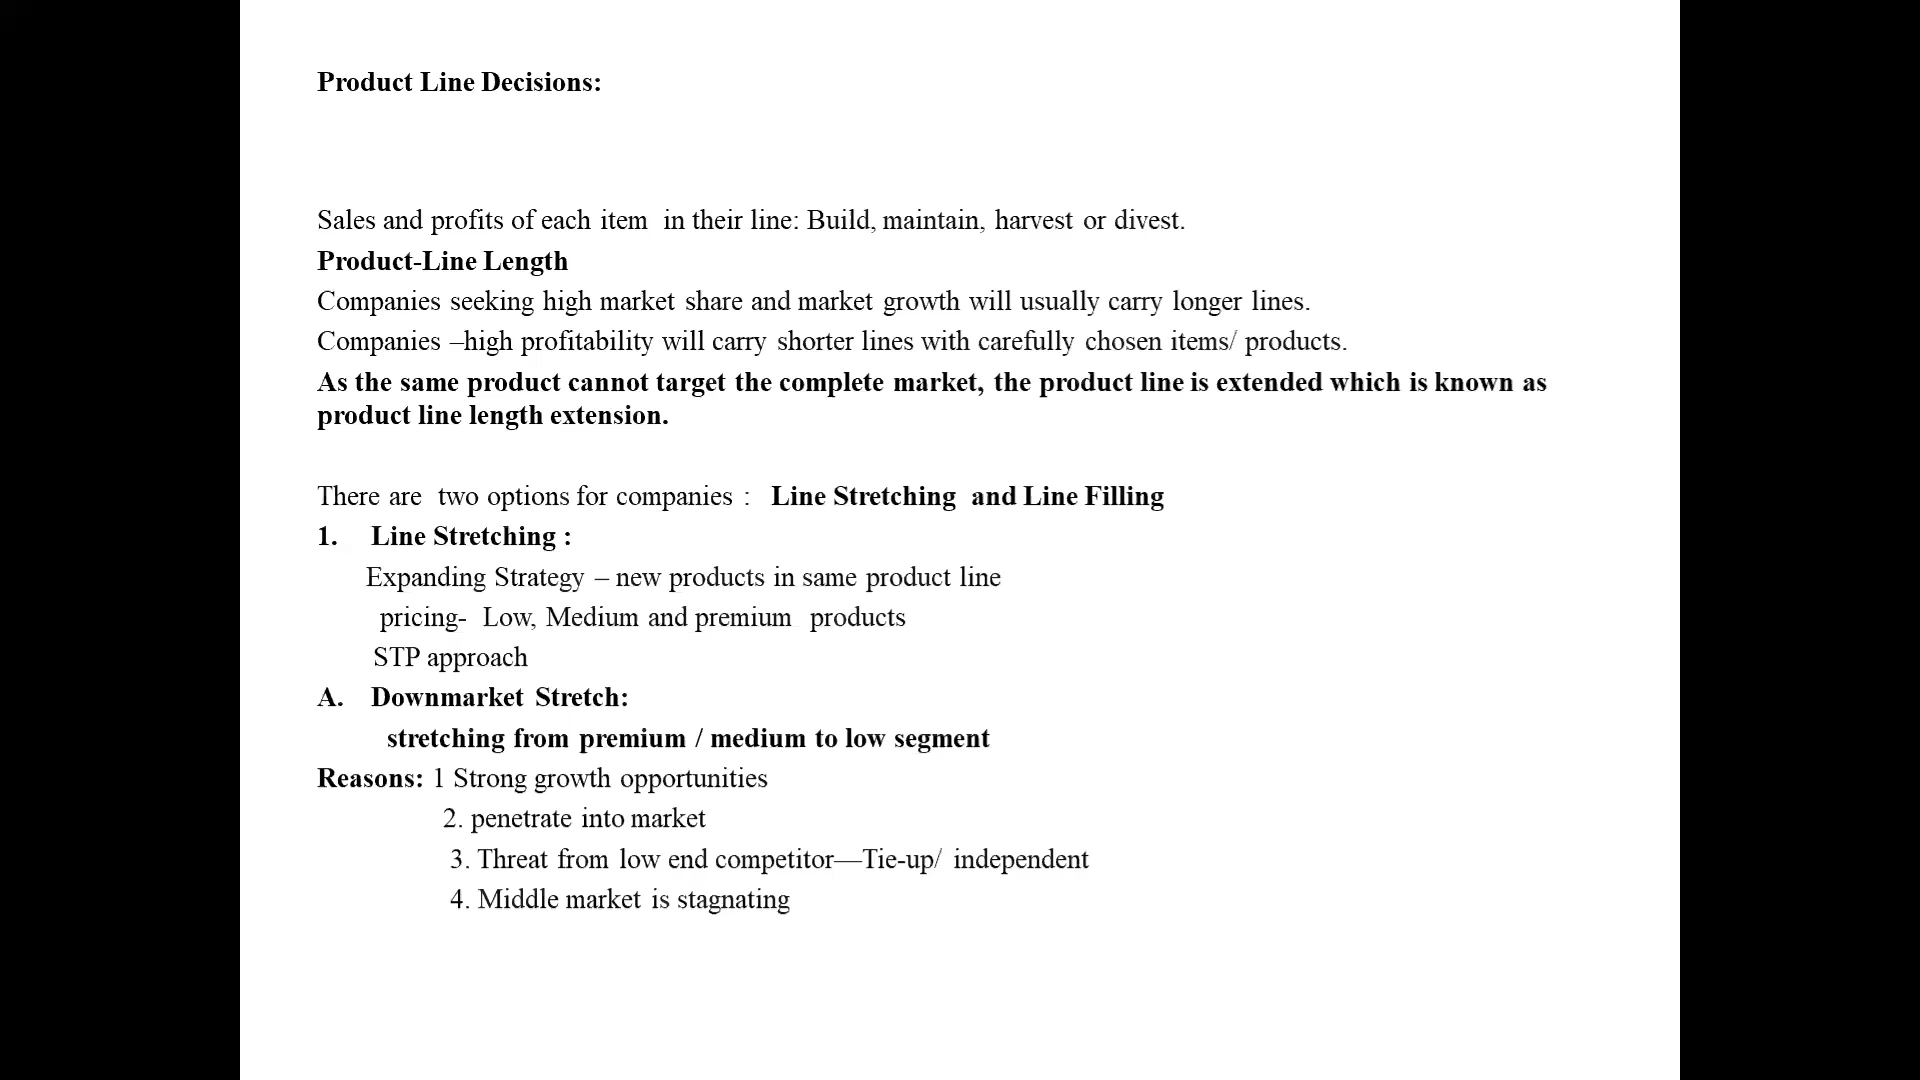 Product Line Decisions:
Sales and profits of each item in their line: Build, maintain, harvest or divest.
Product-Line Length
Companies seeking high market share and market growth will usually carry longer lines.
Companies –high profitability will carry shorter lines with carefully chosen items/ products.
As the same product cannot target the complete market, the product line is extended which is known as
product line length extension.
There are two options for companies : Line Stretching and Line Filling
1. Line Stretching :
Expanding Strategy – new products in same product line
pricing- Low, Medium and premium products
STP approach
A. Downmarket Stretch:
stretching from premium / medium to low segment
Reasons: 1 Strong growth opportunities
2. penetrate into market
3. Threat from low end competitor—Tie-up/ independent
4. Middle market is stagnating